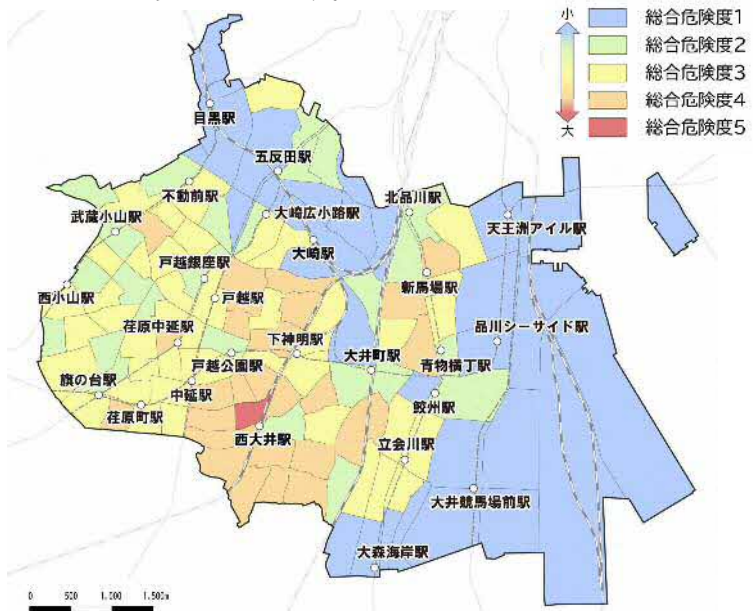 小
大
総合危険度1
総合危険度2
総合危険度3
総合危険度4
総合危険度5
目黒駅
五反田駅
不動前駅
北品川駅
武蔵小山駅
大崎広小路駅
天王洲アイル駅
大崎駅
戸越銀座駅
新馬場駅
西小山駅
戸越駅
荏原中延駅
下神明駅
品川シーサイド駅
戸越公園駅
大井町駅
青物横丁駅
旗の台駅
中延駅
鮫洲駅
荏原町駅
西大井駅
立会川駅
大井競馬場前駅
大森海岸駅
0 500 1,000 1,500m